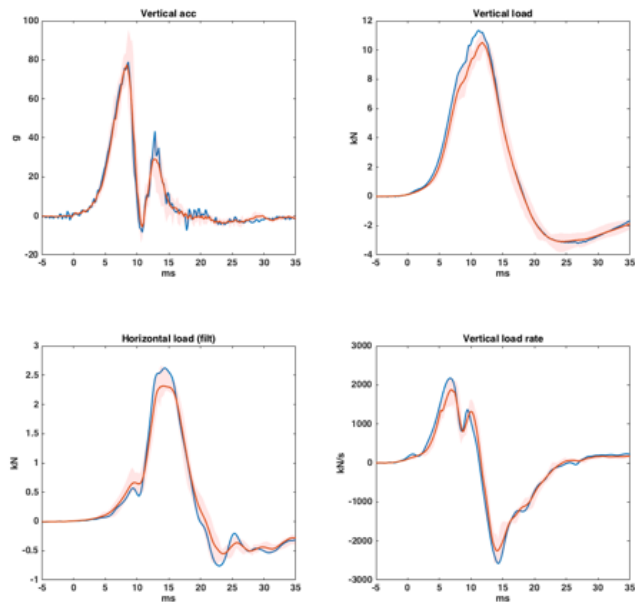 Vertical acc
100
80
60
40
20
0
-20
g
-5 0 5 10 15 20 25 30 35
ms
Vertical load
12
10
8
6
4
2
0
-2
-4
kN
-5 0 5 10 15 20 25 30 35
ms
Horizontal load (filt)
3
2.5
2
1.5
1
0.5
0
-0.5
-1
kN
-5 0 5 10 15 20 25 30 35
ms
Vertical load rate
3000
2000
1000
0
-1000
-2000
-3000
kN/s
-5 0 5 10 15 20 25 30 35
ms